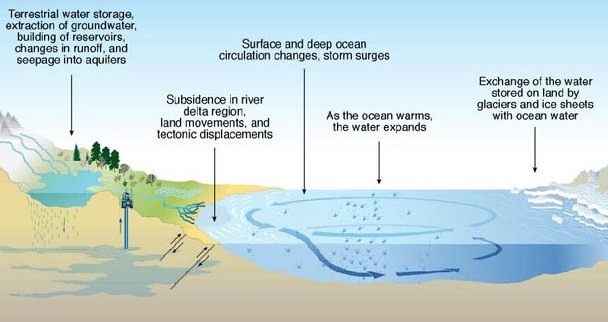 Terrestrial water storage,
extraction of groundwater,
building of reservoirs,
changes in runoff, and
seepage into aquifers
Surface and deep ocean
circulation changes, storm surges
Subsidence in river
delta region,
land movements, and
tectonic displacements
As the ocean warms,
the water expands
Exchange of the water
stored on land by
glaciers and ice sheets
with ocean water